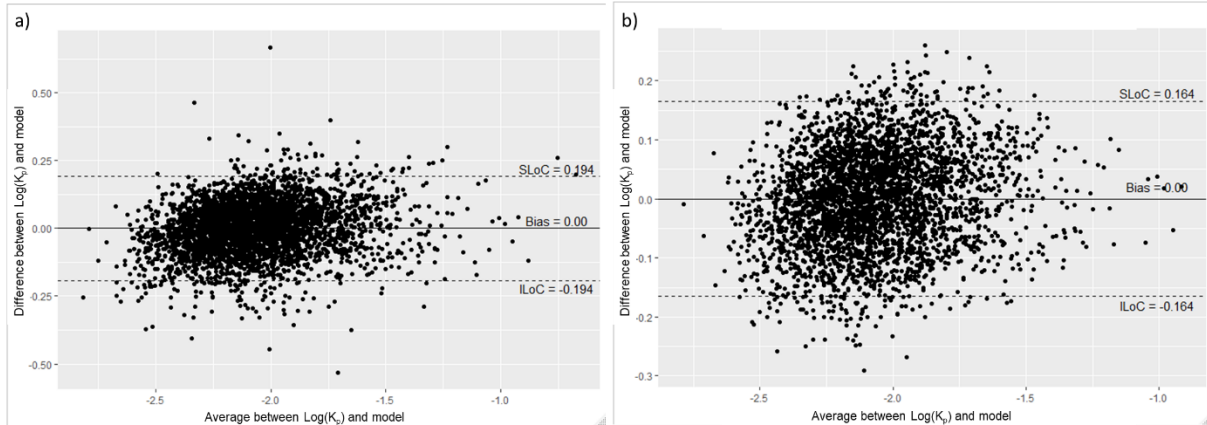 a)
Difference between Log(Kₚ) and model
0.50
0.25
0.00
-0.25
-0.50
SLoC = 0.194
Bias = 0.00
ILoC = -0.194
-2.5 -2.0 -1.5 -1.0
Average between Log(Kₚ) and model
b)
Difference between Log(Kₚ) and model
0.2
0.1
0.0
-0.1
-0.2
-0.3
SLoC = 0.164
Bias = 0.00
ILoC = -0.164
-2.5 -2.0 -1.5 -1.0
Average between Log(Kₚ) and model